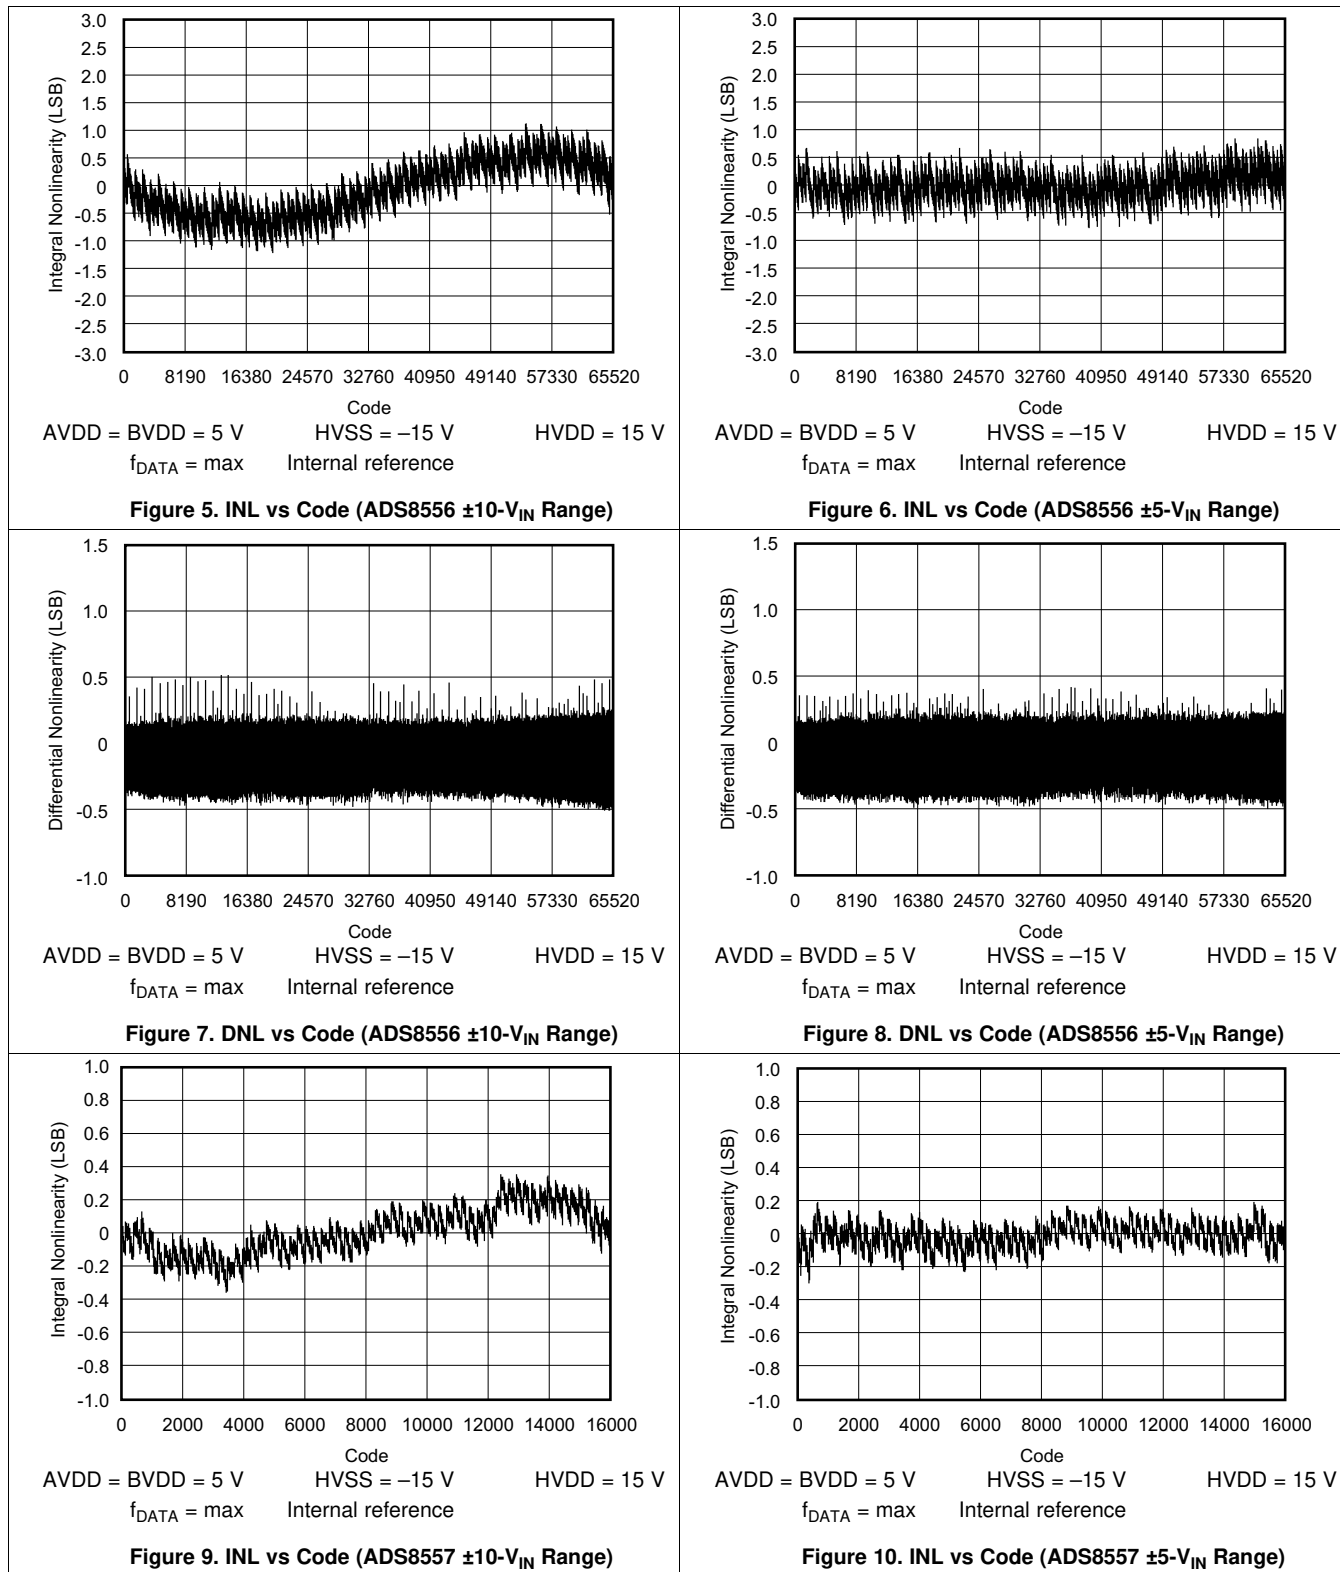 3.0
2.5
2.0
1.5
1.0
0.5
0
-0.5
-1.0
-1.5
-2.0
-2.5
-3.0
Integral Nonlinearity (LSB)
0 8190 16380 24570 32760 40950 49140 57330 65520
Code
AVDD = BVDD = 5 V HVSS = –15 V HVDD = 15 V
fDATA = max Internal reference
Figure 5. INL vs Code (ADS8556 ±10-VIN Range)
3.0
2.5
2.0
1.5
1.0
0.5
0
-0.5
-1.0
-1.5
-2.0
-2.5
-3.0
Integral Nonlinearity (LSB)
0 8190 16380 24570 32760 40950 49140 57330 65520
Code
AVDD = BVDD = 5 V HVSS = –15 V HVDD = 15 V
fDATA = max Internal reference
Figure 6. INL vs Code (ADS8556 ±5-VIN Range)
1.5
1.0
0.5
0
-0.5
-1.0
Differential Nonlinearity (LSB)
0 8190 16380 24570 32760 40950 49140 57330 65520
Code
AVDD = BVDD = 5 V HVSS = –15 V HVDD = 15 V
fDATA = max Internal reference
Figure 7. DNL vs Code (ADS8556 ±10-VIN Range)
1.5
1.0
0.5
0
-0.5
-1.0
Differential Nonlinearity (LSB)
0 8190 16380 24570 32760 40950 49140 57330 65520
Code
AVDD = BVDD = 5 V HVSS = –15 V HVDD = 15 V
fDATA = max Internal reference
Figure 8. DNL vs Code (ADS8556 ±5-VIN Range)
1.0
0.8
0.6
0.4
0.2
0
-0.2
-0.4
-0.6
-0.8
-1.0
Integral Nonlinearity (LSB)
0 2000 4000 6000 8000 10000 12000 14000 16000
Code
AVDD = BVDD = 5 V HVSS = –15 V HVDD = 15 V
fDATA = max Internal reference
Figure 9. INL vs Code (ADS8557 ±10-VIN Range)
1.0
0.8
0.6
0.4
0.2
0
-0.2
-0.4
-0.6
-0.8
-1.0
Integral Nonlinearity (LSB)
0 2000 4000 6000 8000 10000 12000 14000 16000
Code
AVDD = BVDD = 5 V HVSS = –15 V HVDD = 15 V
fDATA = max Internal reference
Figure 10. INL vs Code (ADS8557 ±5-VIN Range)